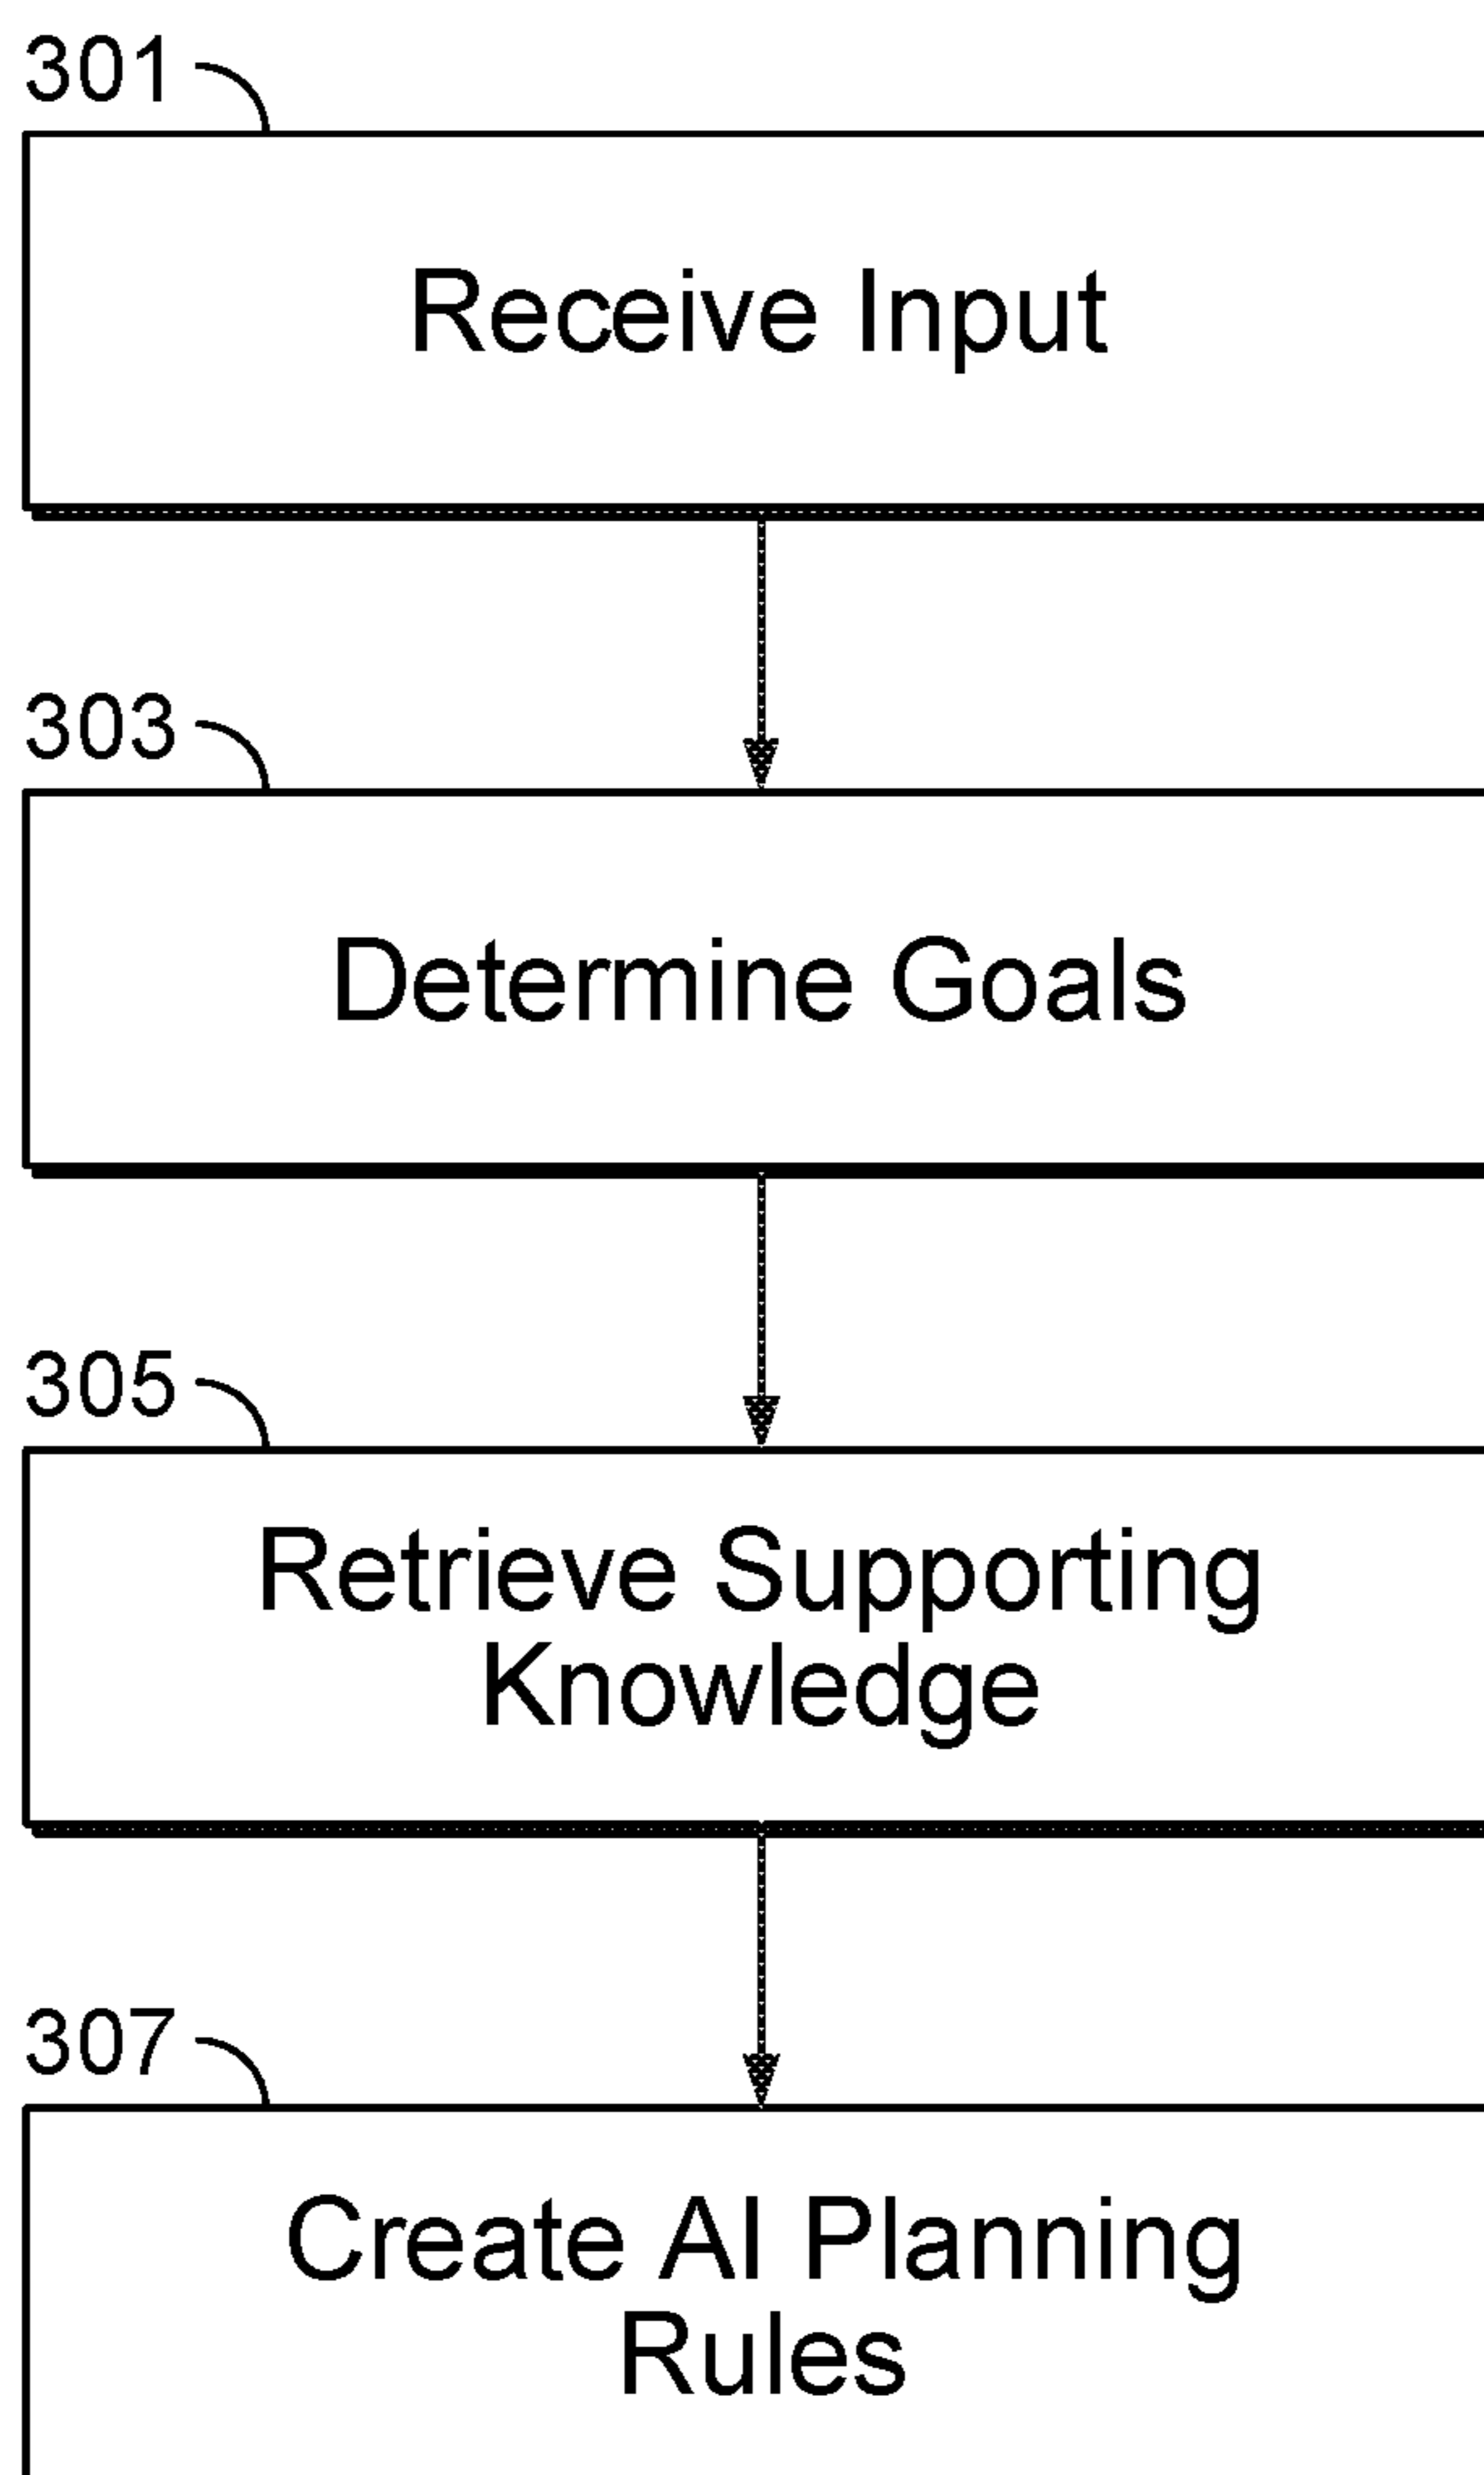 301
Receive Input
303
Determine Goals
305
Retrieve Supporting
Knowledge
307
Create AI Planning
Rules